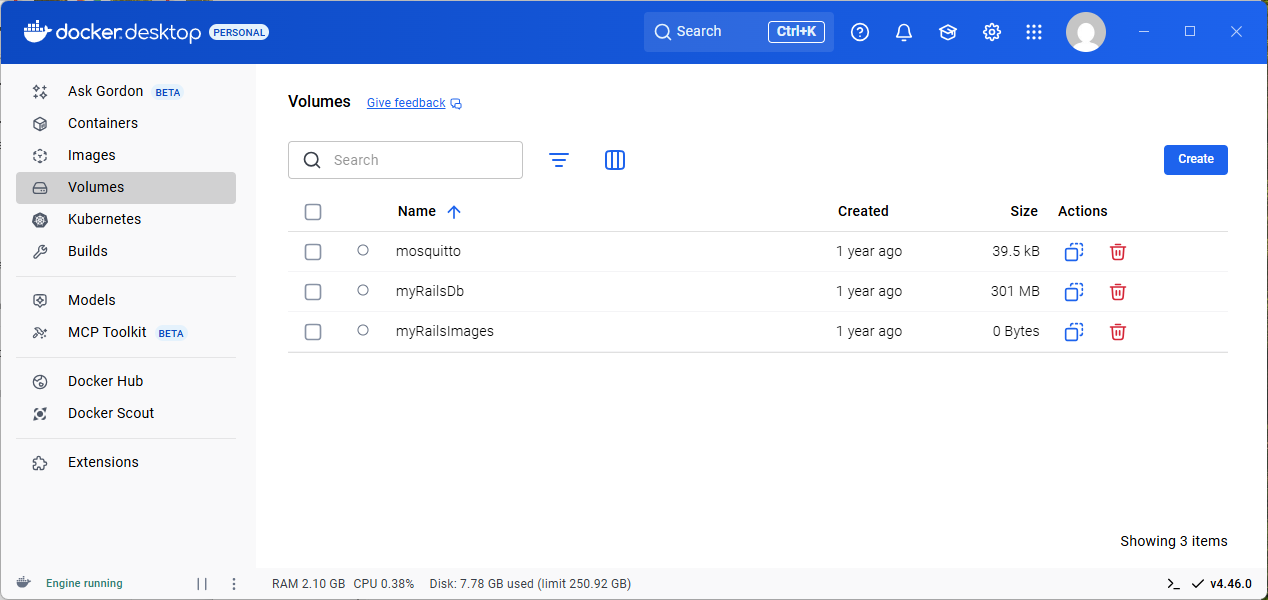 docker.desktop PERSONAL Search Ctrl+K
Ask Gordon BETA
Containers
Images
Volumes
Kubernetes
Builds
Models
MCP Toolkit BETA
Docker Hub
Docker Scout
Extensions
Volumes Give feedback
Search
Create
Name Created Size Actions
mosquitto 1 year ago 39.5 kB
myRailsDb 1 year ago 301 MB
myRailsImages 1 year ago 0 Bytes
Showing 3 items
Engine running RAM 2.10 GB CPU 0.38% Disk: 7.78 GB used (limit 250.92 GB) v4.46.0